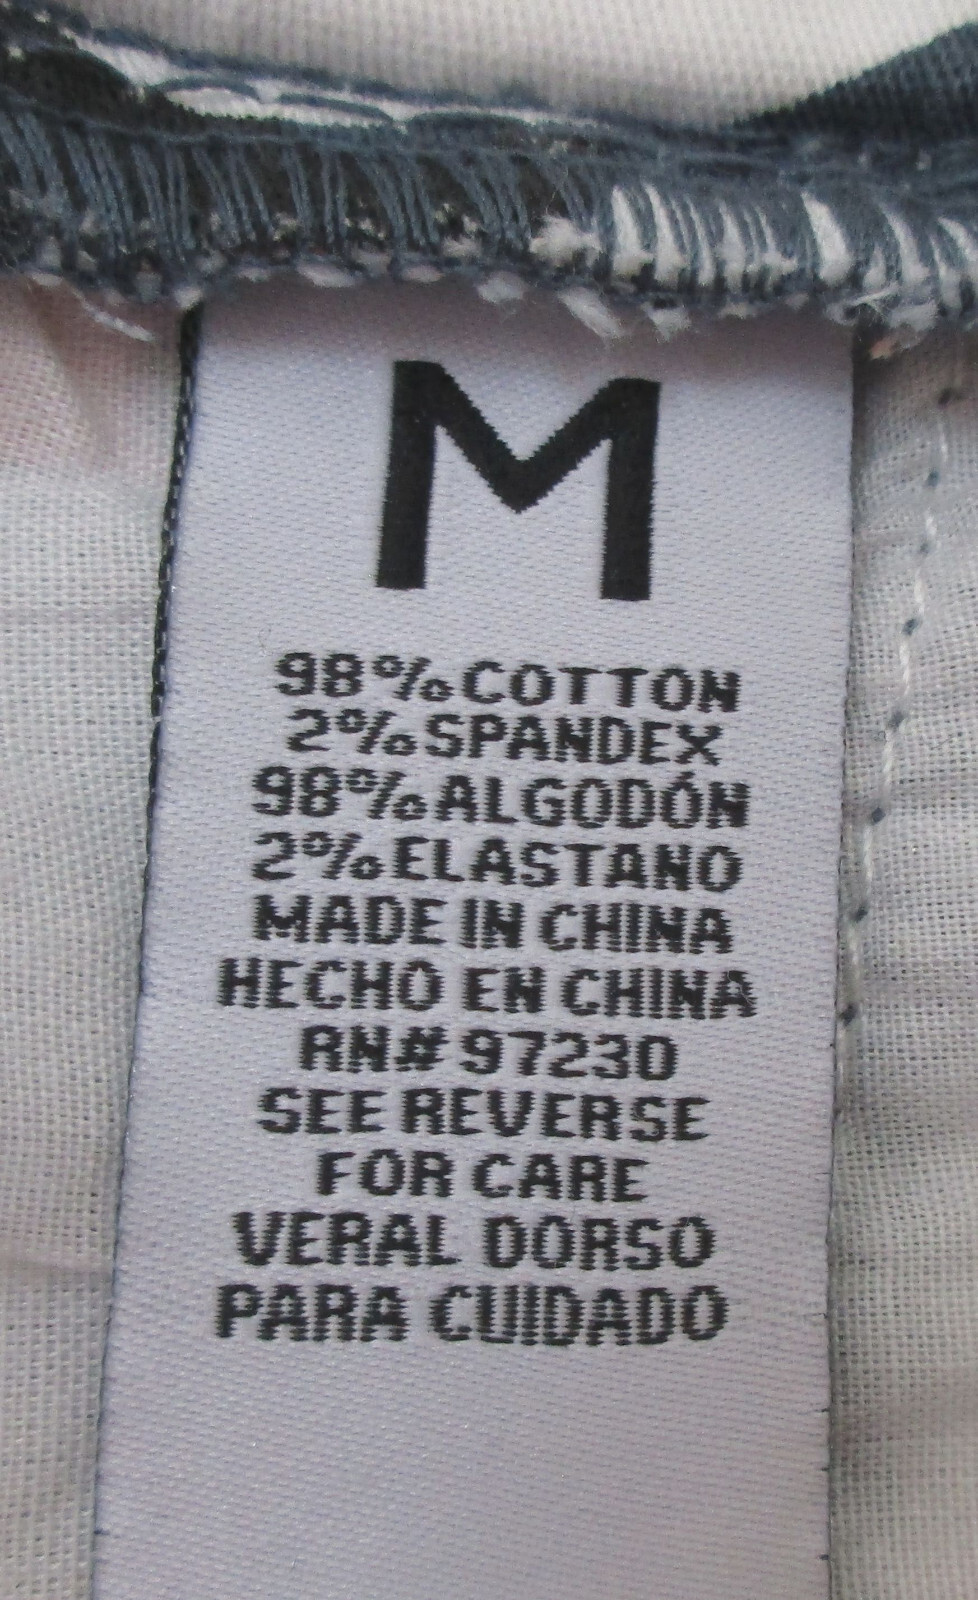 M
98% COTTON
2% SPANDEX
98% ALGODÓN
2% ELASTANO
MADE IN CHINA
HECHO EN CHINA
RN# 97230
SEE REVERSE
FOR CARE
VERAL DORSO
PARA CUIDADO